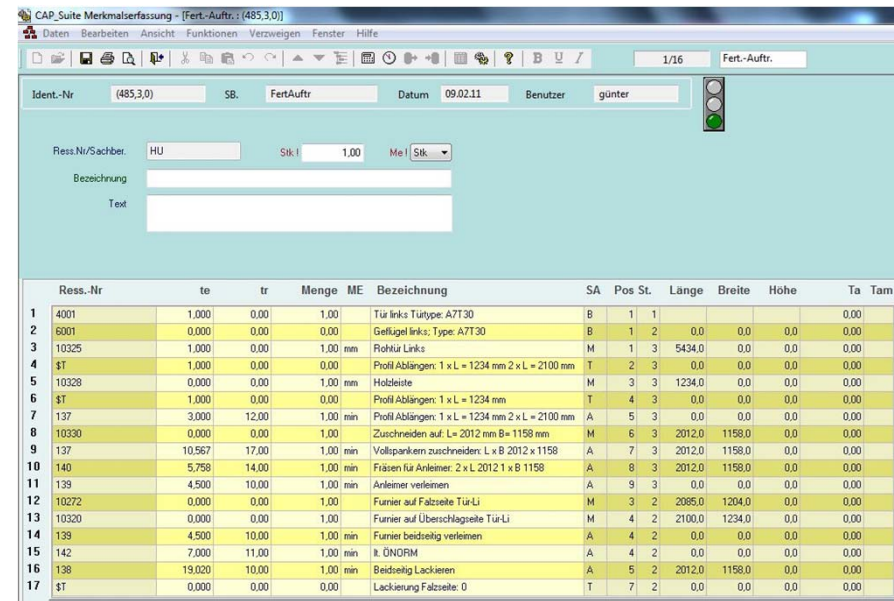 CAP_Suite Merkmalserfassung - [Fert.-Auftr. : (485,3,0)]
Daten Bearbeiten Ansicht Funktionen Verzweigen Fenster Hilfe
B U I 1/16 Fert.-Auftr.
Ident.-Nr (485,3,0) SB. FertAuftr Datum 09.02.11 Benutzer günter
Ress.Nr/Sachber. HU Stk ! 1,00 Me ! Stk
Bezeichnung
Text
Ress.-Nr te tr Menge ME Bezeichnung SA Pos St. Länge Breite Höhe Ta Tam
1 4001 1,000 0,00 1,00 Tür links Türtype: A7T30 B 1 1 0,00
2 6001 0,000 0,00 0,00 Geflügel links; Type: A7T30 B 1 2 0,0 0,0 0,0 0,00
3 10325 1,000 0,00 1,00 mm Rohtür Links M 1 3 5434,0 0,0 0,0 0,00
4 $T 1,000 0,00 0,00 Profil Ablängen: 1 x L = 1234 mm 2 x L = 2100 mm T 2 3 0,0 0,0 0,0 0,00
5 10328 0,000 0,00 1,00 mm Holzleiste M 3 3 1234,0 0,0 0,0 0,00
6 $T 1,000 0,00 0,00 Profil Ablängen: 1 x L = 1234 mm T 4 3 0,0 0,0 0,0 0,00
7 137 3,000 12,00 1,00 min Profil Ablängen: 1 x L = 1234 mm 2 x L = 2100 mm A 5 3 0,0 0,0 0,0 0,00
8 10330 0,000 0,00 1,00 Zuschneiden auf: L= 2012 mm B= 1158 mm M 6 3 2012,0 1158,0 0,0 0,00
9 137 10,567 17,00 1,00 min Vollspankern zuschneiden: L x B 2012 x 1158 A 7 3 2012,0 1158,0 0,0 0,00
10 140 5,758 14,00 1,00 min Fräsen für Anleimer: 2 x L 2012 1 x B 1158 A 8 3 2012,0 1158,0 0,0 0,00
11 139 4,500 10,00 1,00 min Anleimer verleimen A 9 3 0,0 0,0 0,0 0,00
12 10272 0,000 0,00 1,00 Furnier auf Falzseite Tür-Li M 3 2 2085,0 1204,0 0,0 0,00
13 10320 0,000 0,00 1,00 Furnier auf Überschlagseite Tür-Li M 4 2 2100,0 1234,0 0,0 0,00
14 139 4,500 10,00 1,00 min Furnier beidseitig verleimen A 4 2 0,0 0,0 0,0 0,00
15 142 7,000 11,00 1,00 min lt. ÖNORM A 4 2 0,0 0,0 0,0 0,00
16 138 19,020 10,00 1,00 min Beidseitig Lackieren A 5 2 2012,0 1158,0 0,0 0,00
17 $T 0,000 0,00 0,00 Lackierung Falzseite: 0 T 7 2 0,0 0,0 0,0 0,00